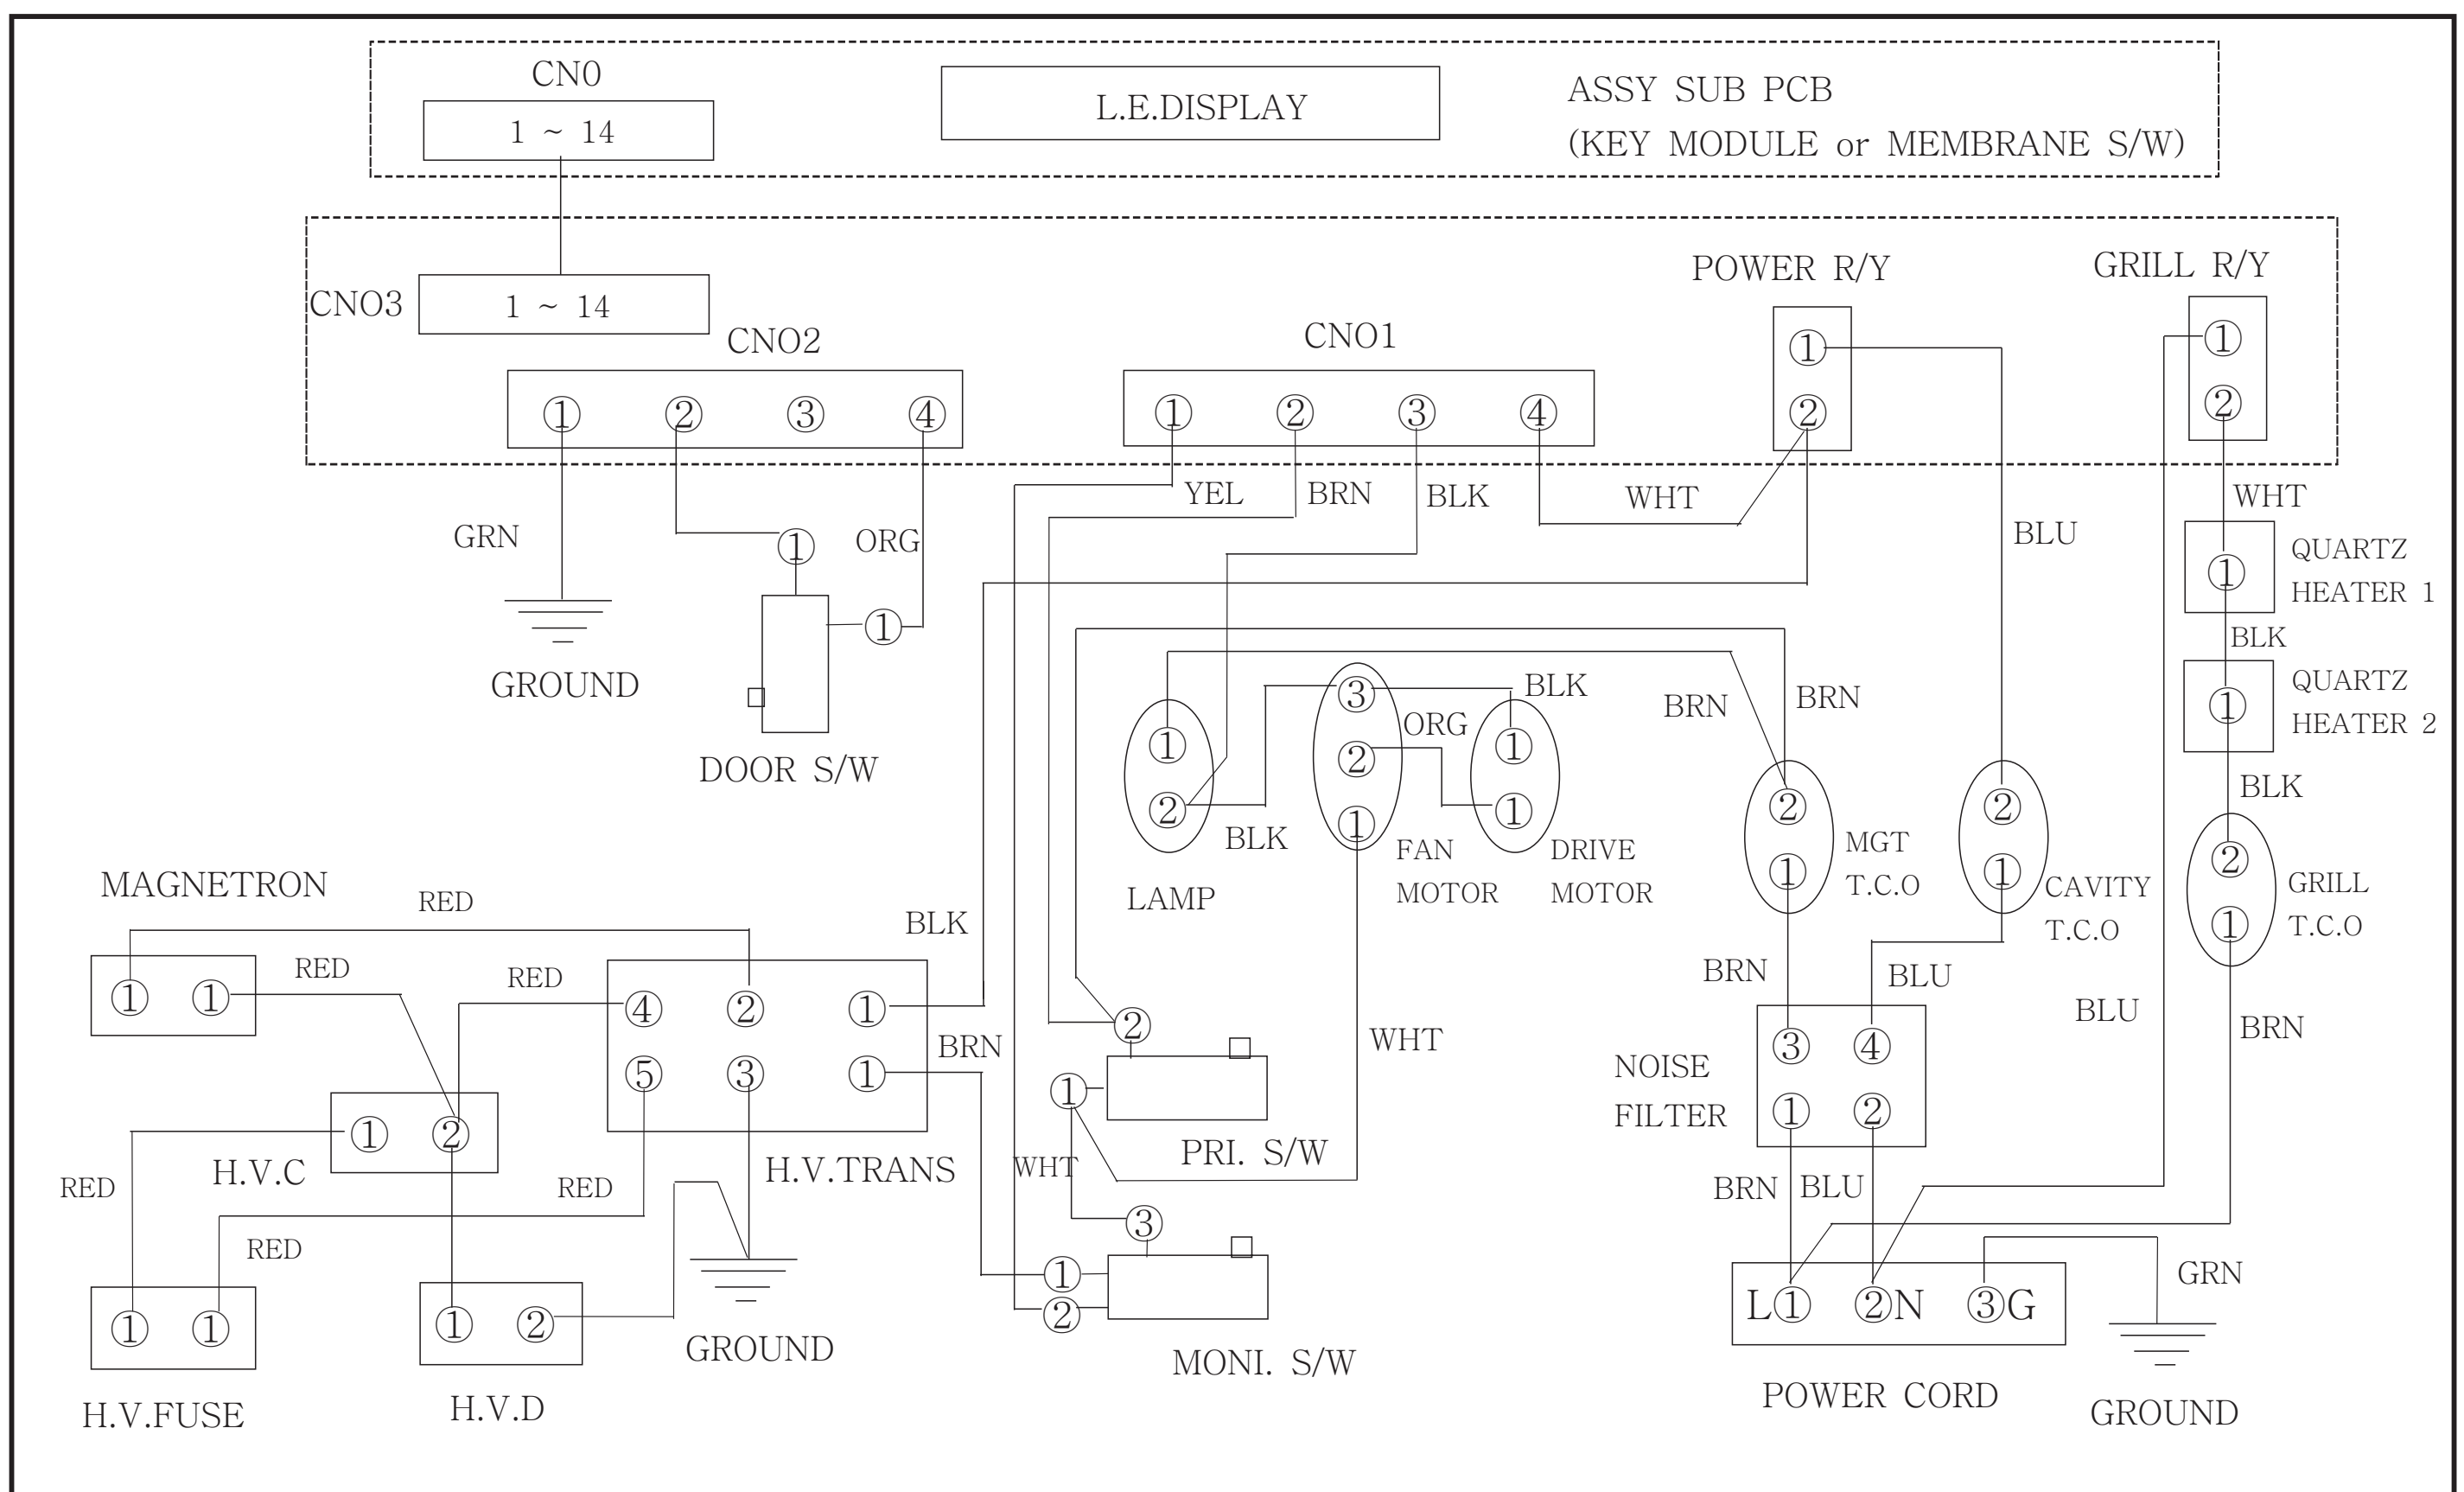 CN0
1 ~ 14
L.E.DISPLAY
ASSY SUB PCB
(KEY MODULE or MEMBRANE S/W)
CNO3
1 ~ 14
CNO2
① ② ③ ④
CNO1
① ② ③ ④
POWER R/Y
①
②
GRILL R/Y
①
②
GRN
GROUND
①
ORG
①
DOOR S/W
YEL
BRN
BLK
WHT
BLU
WHT
QUARTZ
HEATER 1
①
BLK
QUARTZ
HEATER 2
①
BLK
②
①
GRILL
T.C.O
①
②
LAMP
BLK
③
②
①
FAN
MOTOR
ORG
BLK
①
①
DRIVE
MOTOR
BRN
BRN
②
①
MGT
T.C.O
②
①
CAVITY
T.C.O
MAGNETRON
① ①
RED
RED
RED
BLK
BRN
④ ② ①
⑤ ③ ①
H.V.TRANS
① ②
H.V.C
RED
RED
RED
① ①
H.V.FUSE
① ②
H.V.D
GROUND
②
①
PRI. S/W
WHT
WHT
③
①
②
MONI. S/W
BRN
BLU
BLU
BRN
③ ④
① ②
NOISE
FILTER
BRN
BLU
L① ②N ③G
POWER CORD
GRN
GROUND